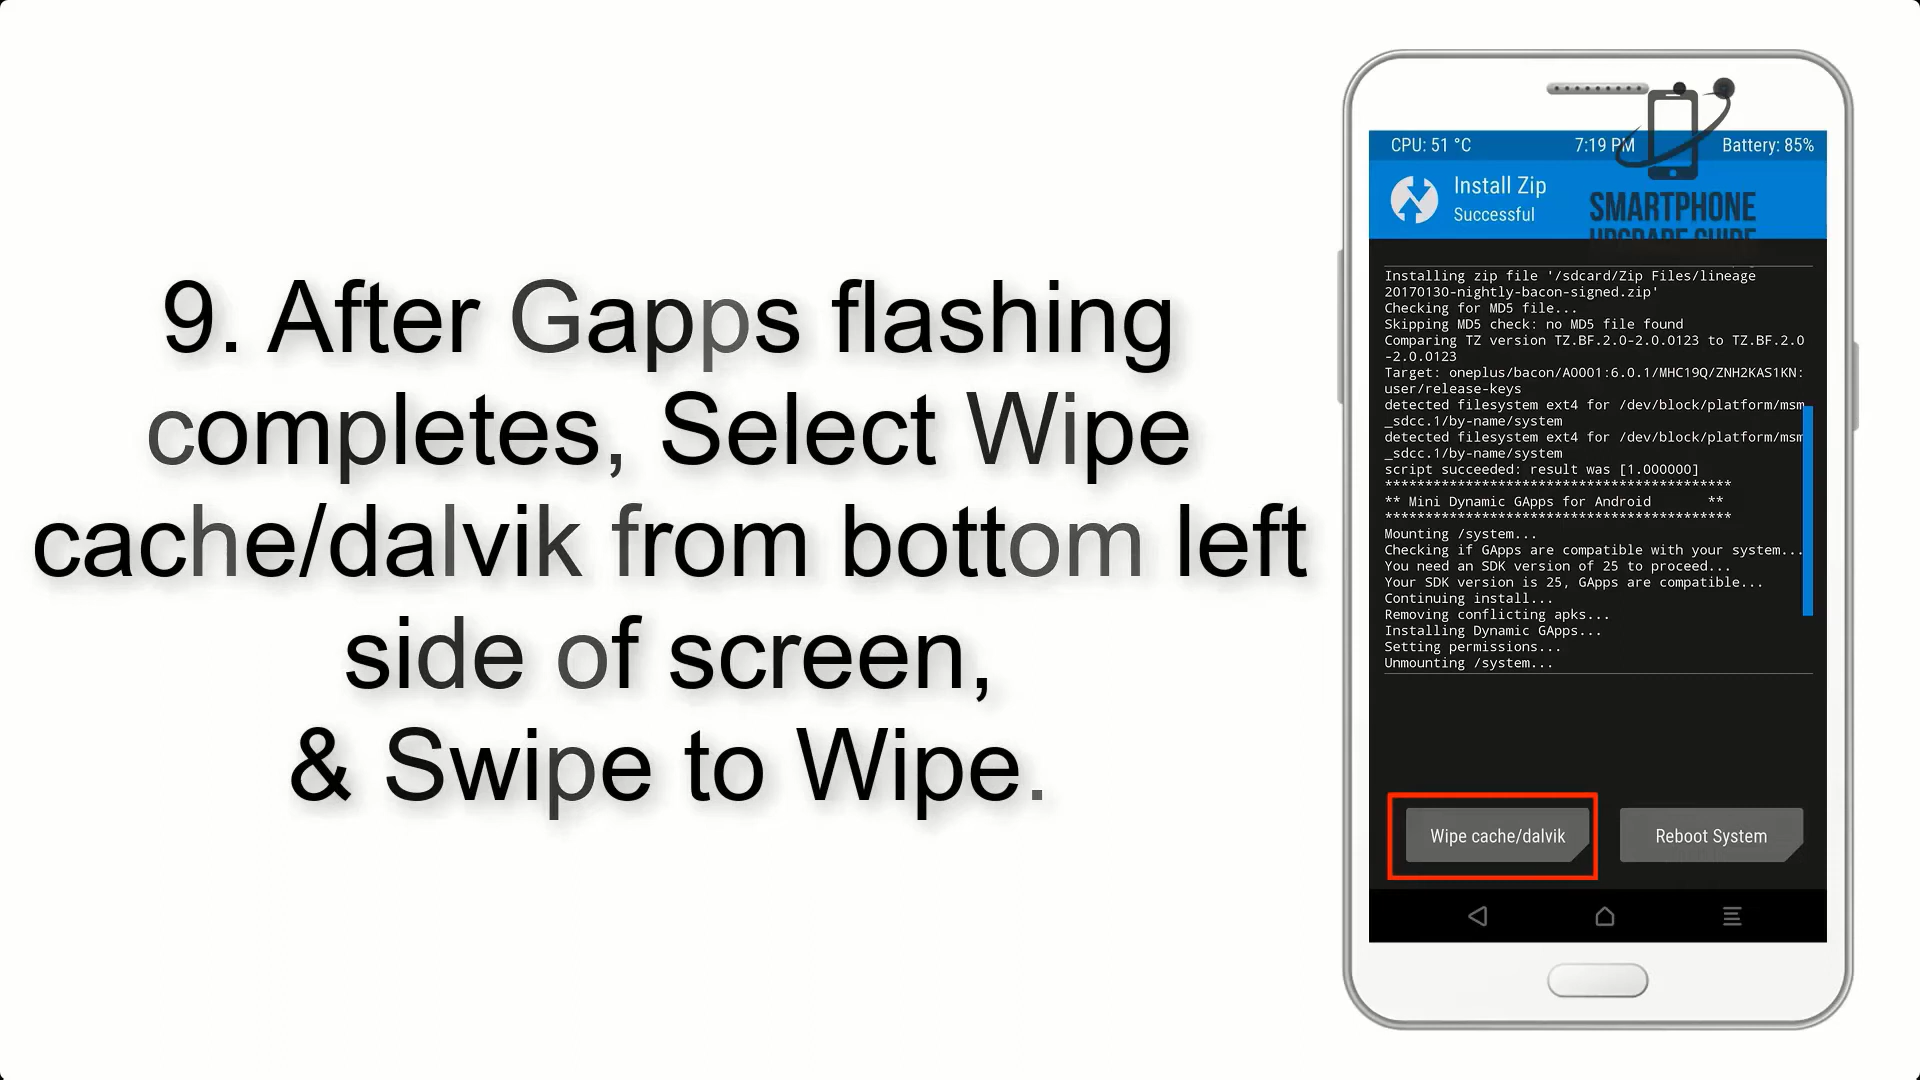 9. After Gapps flashing
completes, Select Wipe
cache/dalvik from bottom left
side of screen,
& Swipe to Wipe.
CPU: 51 °C 7:19 PM Battery: 85%
Install Zip
Successful
SMARTPHONE
UPGRADE GUIDE
Installing zip file '/sdcard/Zip Files/lineage
20170130-nightly-bacon-signed.zip'
Checking for MD5 file...
Skipping MD5 check: no MD5 file found
Comparing TZ version TZ.BF.2.0-2.0.0123 to TZ.BF.2.0
-2.0.0123
Target: oneplus/bacon/A0001:6.0.1/MHC19Q/ZNH2KAS1KN:
user/release-keys
detected filesystem ext4 for /dev/block/platform/msm
_sdcc.1/by-name/system
detected filesystem ext4 for /dev/block/platform/msm
_sdcc.1/by-name/system
script succeeded: result was [1.000000]
******************************************
** Mini Dynamic GApps for Android **
******************************************
Mounting /system...
Checking if GApps are compatible with your system...
You need an SDK version of 25 to proceed...
Your SDK version is 25, GApps are compatible...
Continuing install...
Removing conflicting apks...
Installing Dynamic GApps...
Setting permissions...
Unmounting /system...
Wipe cache/dalvik Reboot System